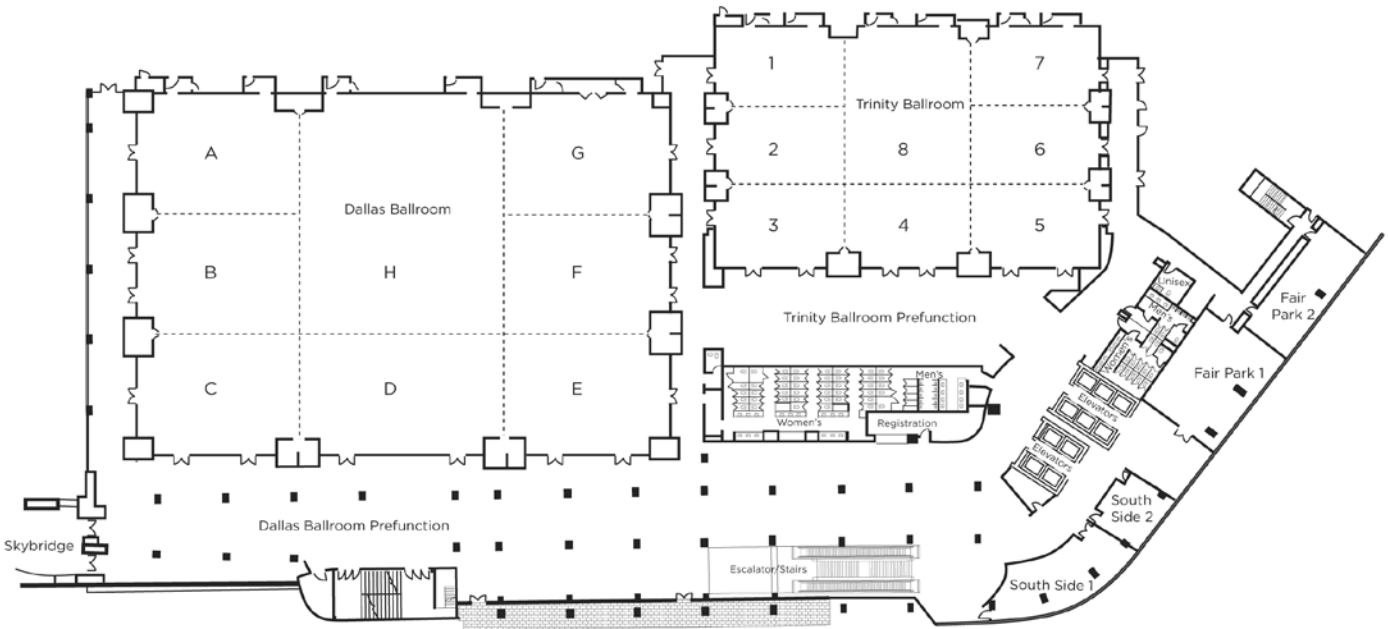 1
7
Trinity Ballroom
A
G
2
8
6
Dallas Ballroom
3
4
5
B
H
F
Unisex
Men's
Fair
Park 2
Trinity Ballroom Prefunction
Women's
Fair Park 1
C
D
E
Men's
Elevators
Women's
Registration
Elevators
South
Side 2
Dallas Ballroom Prefunction
Skybridge
Escalator/Stairs
South Side 1